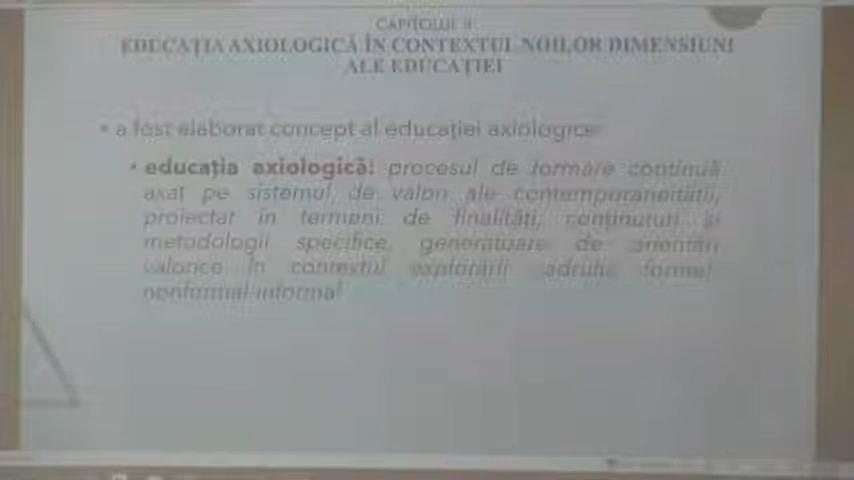 CAPITOLUL II
EDUCAȚIA AXIOLOGICĂ ÎN CONTEXTUL NOILOR DIMENSIUNI
ALE EDUCAȚIEI
• a fost elaborat concept al educației axiologice
• educația axiologică: procesul de formare continuă
axat pe sistemul de valori ale contemporaneității,
proiectat în termeni de finalități, conținuturi și
metodologii specifice, generatoare de orientări
valorice în contextul explorării cadrului formal
nonformal-informal